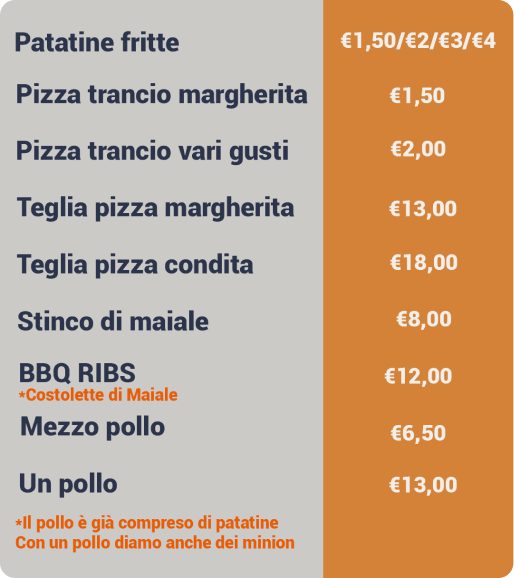 Patatine fritte €1,50/€2/€3/€4
Pizza trancio margherita €1,50
Pizza trancio vari gusti €2,00
Teglia pizza margherita €13,00
Teglia pizza condita €18,00
Stinco di maiale €8,00
BBQ RIBS €12,00
*Costolette di Maiale
Mezzo pollo €6,50
Un pollo €13,00
*Il pollo è già compreso di patatine
Con un pollo diamo anche dei minion